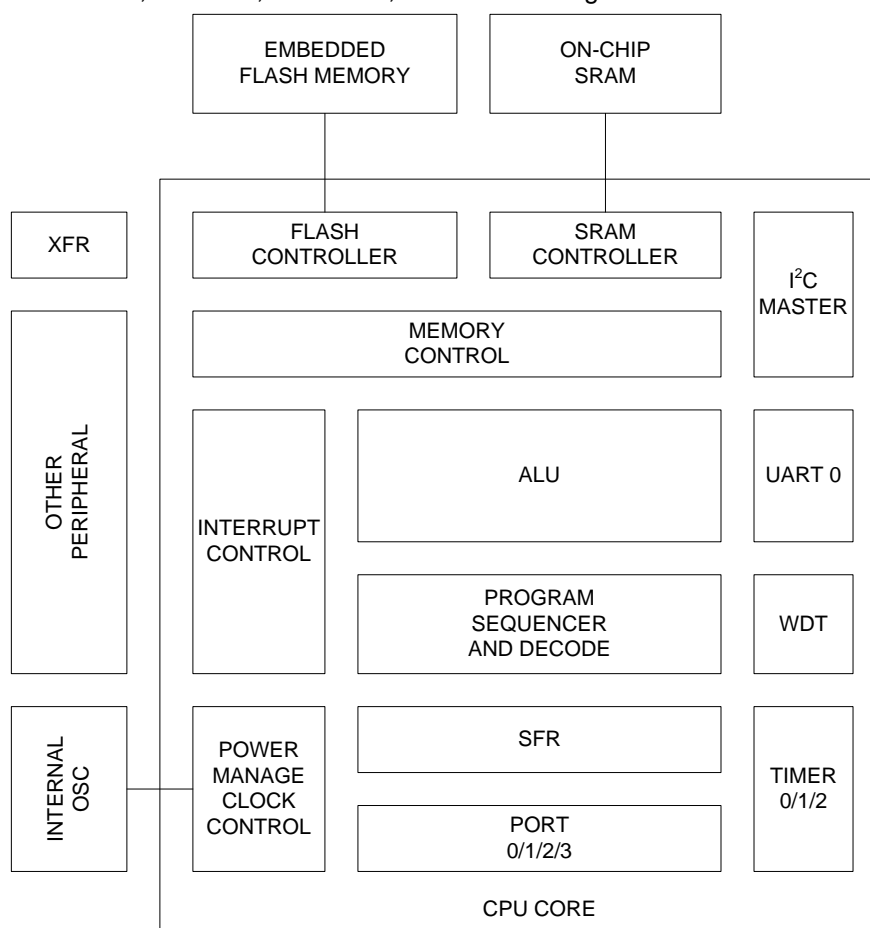 EMBEDDED
FLASH MEMORY
ON-CHIP
SRAM
XFR
FLASH
CONTROLLER
SRAM
CONTROLLER
I²C
MASTER
MEMORY
CONTROL
OTHER
PERIPHERAL
INTERRUPT
CONTROL
ALU
UART 0
PROGRAM
SEQUENCER
AND DECODE
WDT
INTERNAL
OSC
POWER
MANAGE
CLOCK
CONTROL
SFR
TIMER
0/1/2
PORT
0/1/2/3
CPU CORE